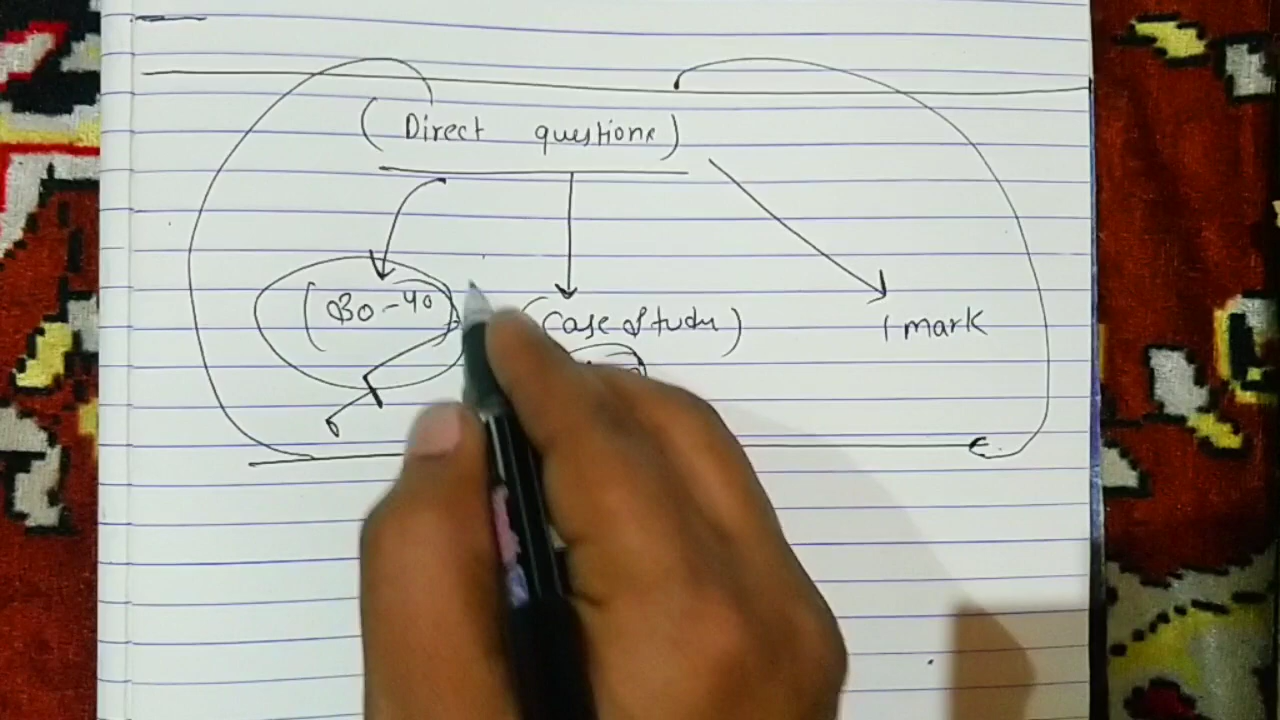 (Direct questions)
(30-40) (Case Study) 1 mark